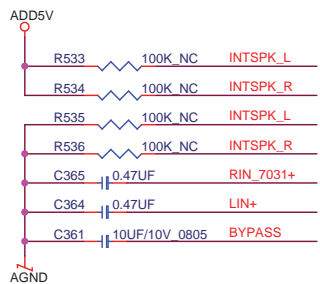 ADD5V
R533 100K_NC INTSPK_L
R534 100K_NC INTSPK_R
R535 100K_NC INTSPK_L
R536 100K_NC INTSPK_R
C365 0.47UF RIN_7031+
C364 0.47UF LIN+
C361 10UF/10V_0805 BYPASS
AGND